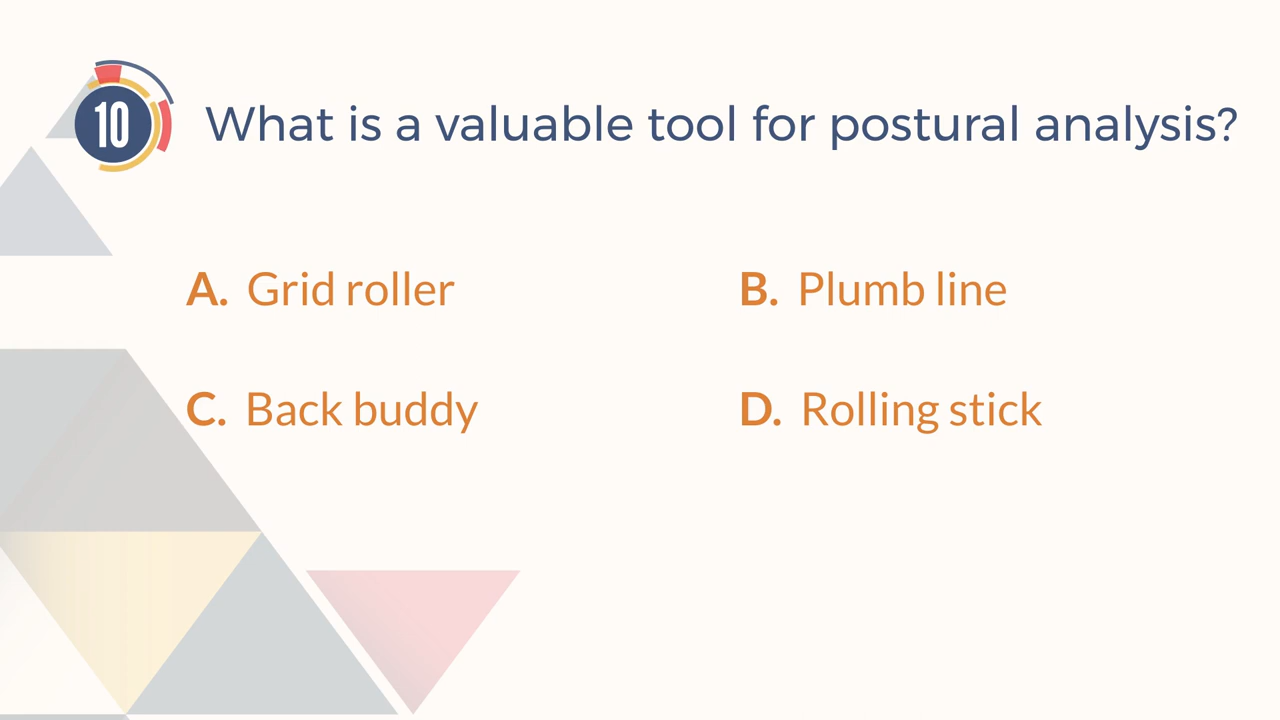 10
What is a valuable tool for postural analysis?
A. Grid roller
B. Plumb line
C. Back buddy
D. Rolling stick